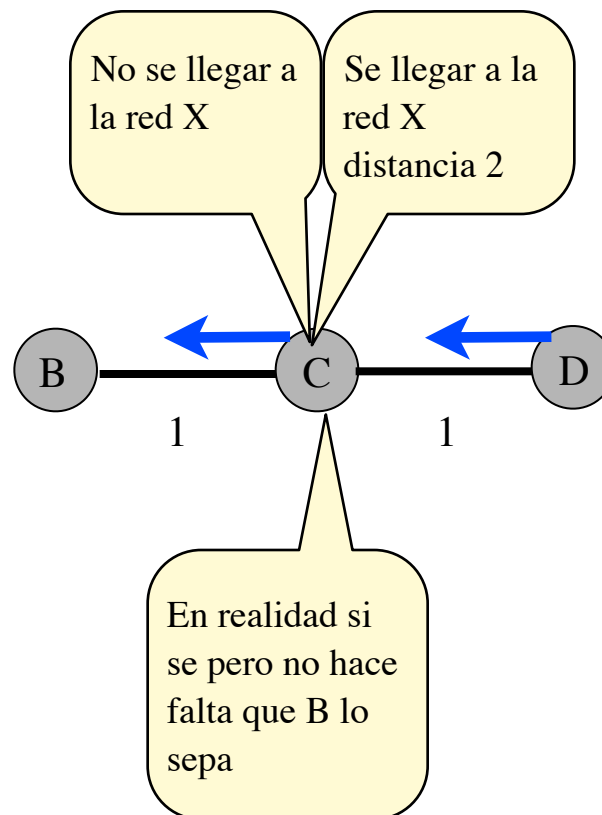 No se llegar a
la red X
Se llegar a la
red X
distancia 2
B
C
D
1
1
En realidad si
se pero no hace
falta que B lo
sepa